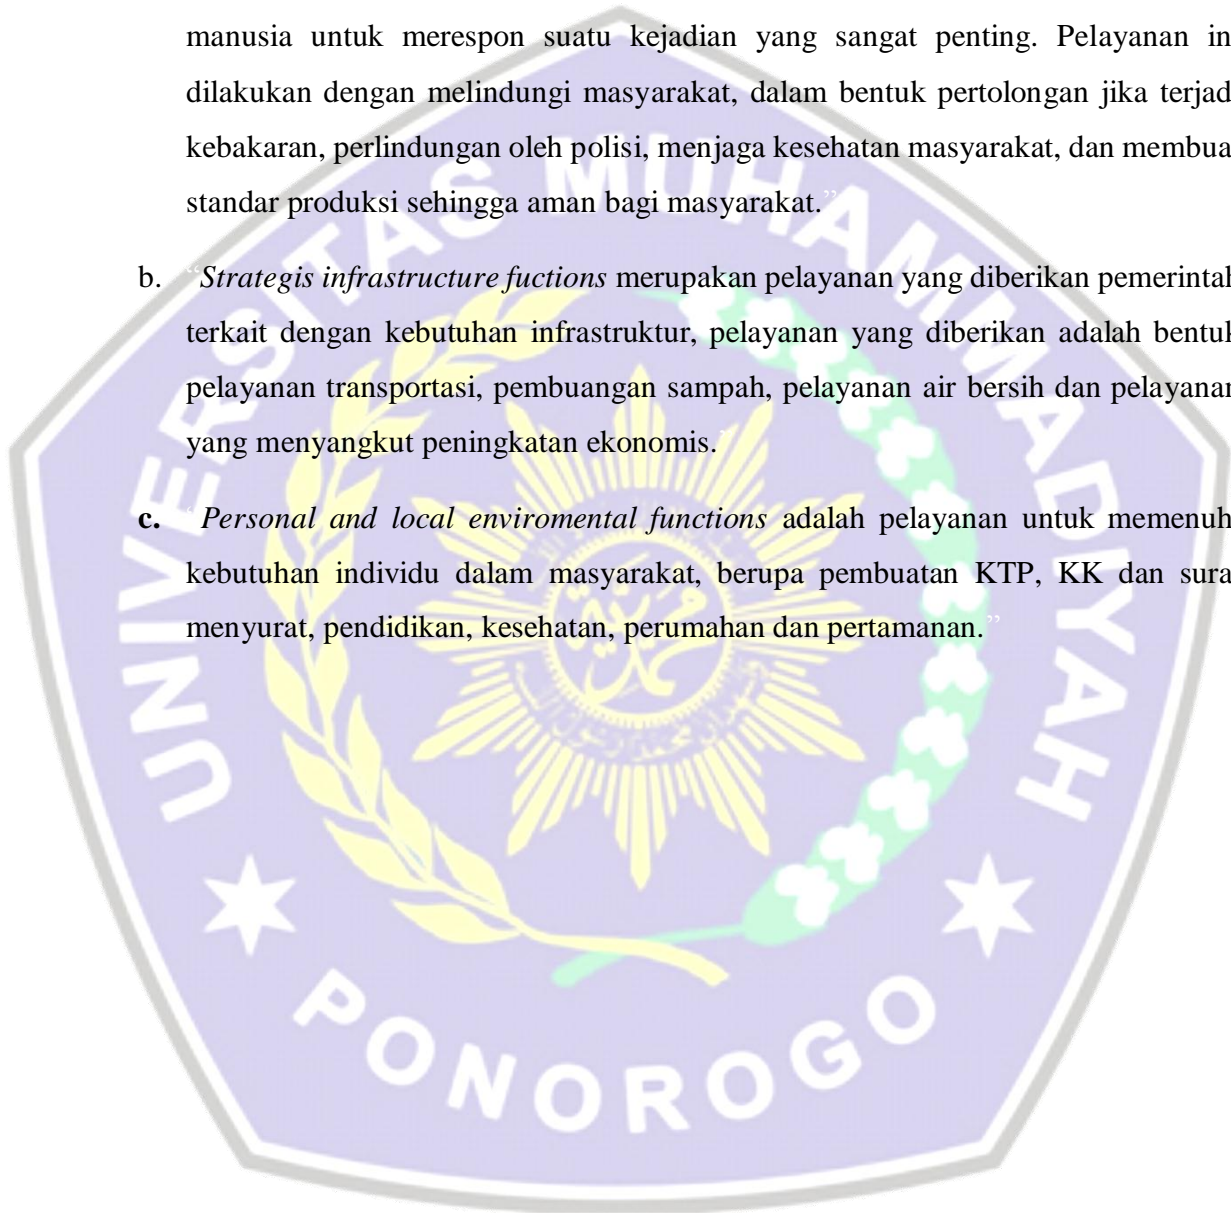 manusia untuk merespon suatu kejadian yang sangat penting. Pelayanan in
dilakukan dengan melindungi masyarakat, dalam bentuk pertolongan jika terjad
kebakaran, perlindungan oleh polisi, menjaga kesehatan masyarakat, dan membua
standar produksi sehingga aman bagi masyarakat.”
b. “Strategis infrastructure fuctions merupakan pelayanan yang diberikan pemerintah
terkait dengan kebutuhan infrastruktur, pelayanan yang diberikan adalah bentuk
pelayanan transportasi, pembuangan sampah, pelayanan air bersih dan pelayanan
yang menyangkut peningkatan ekonomis.”
c. “Personal and local enviromental functions adalah pelayanan untuk memenuh
kebutuhan individu dalam masyarakat, berupa pembuatan KTP, KK dan sura
menyurat, pendidikan, kesehatan, perumahan dan pertamanan.”
UNIVERSITAS MUHAMMADIYAH
PONOROGO